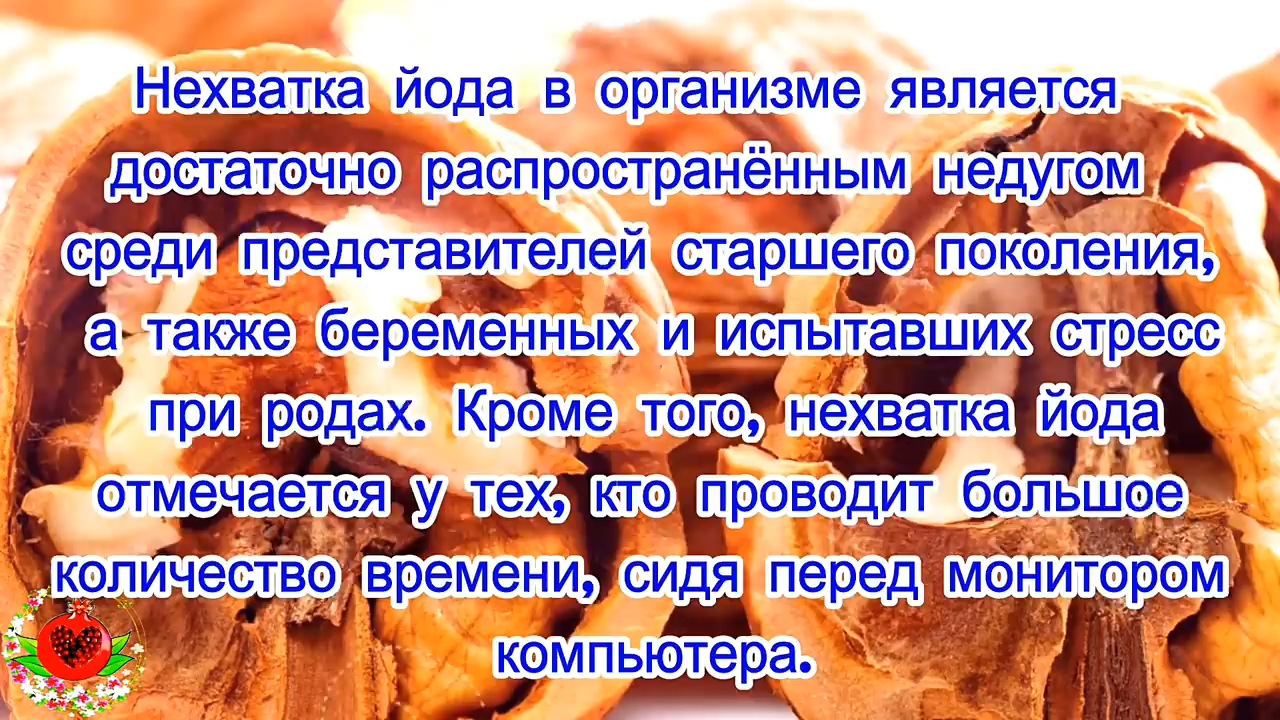 Нехватка йода в организме является
достаточно распространённым недугом
среди представителей старшего поколения,
а также беременных и испытавших стресс
при родах. Кроме того, нехватка йода
отмечается у тех, кто проводит большое
количество времени, сидя перед монитором
компьютера.